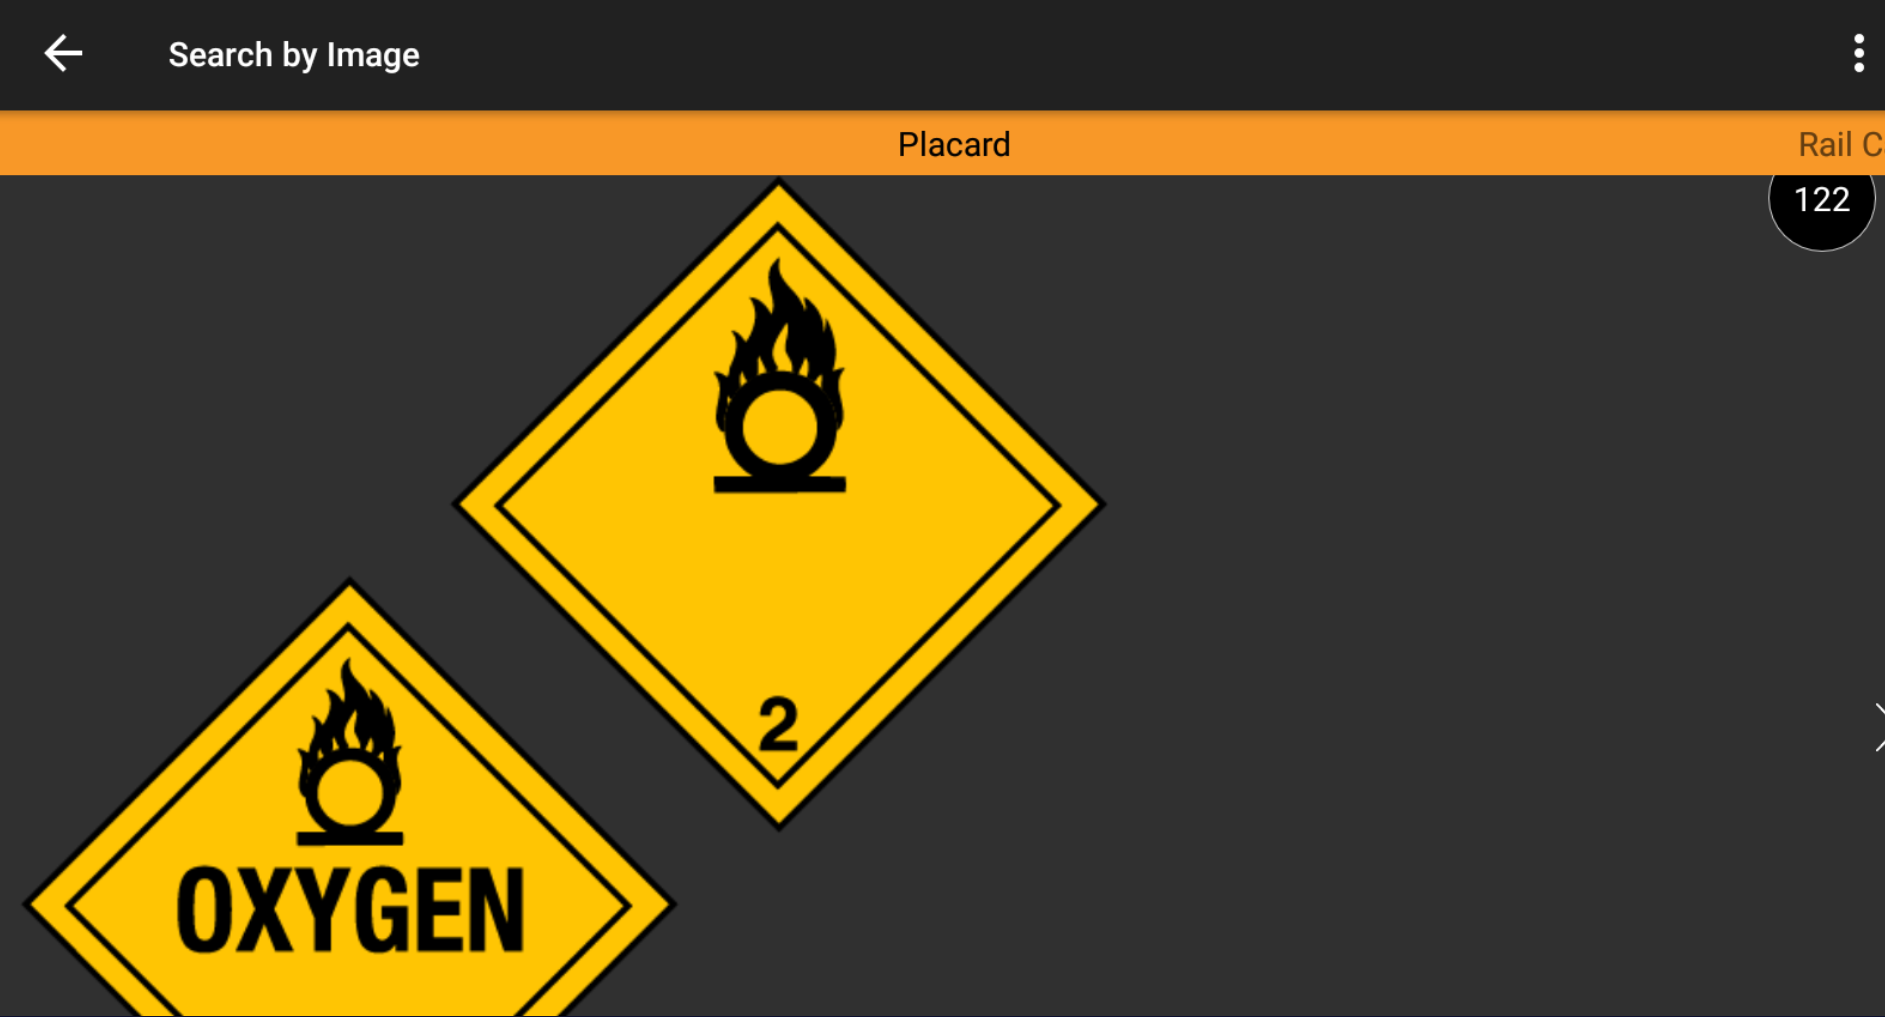 Search by Image
Placard
Rail C
122
2
OXYGEN